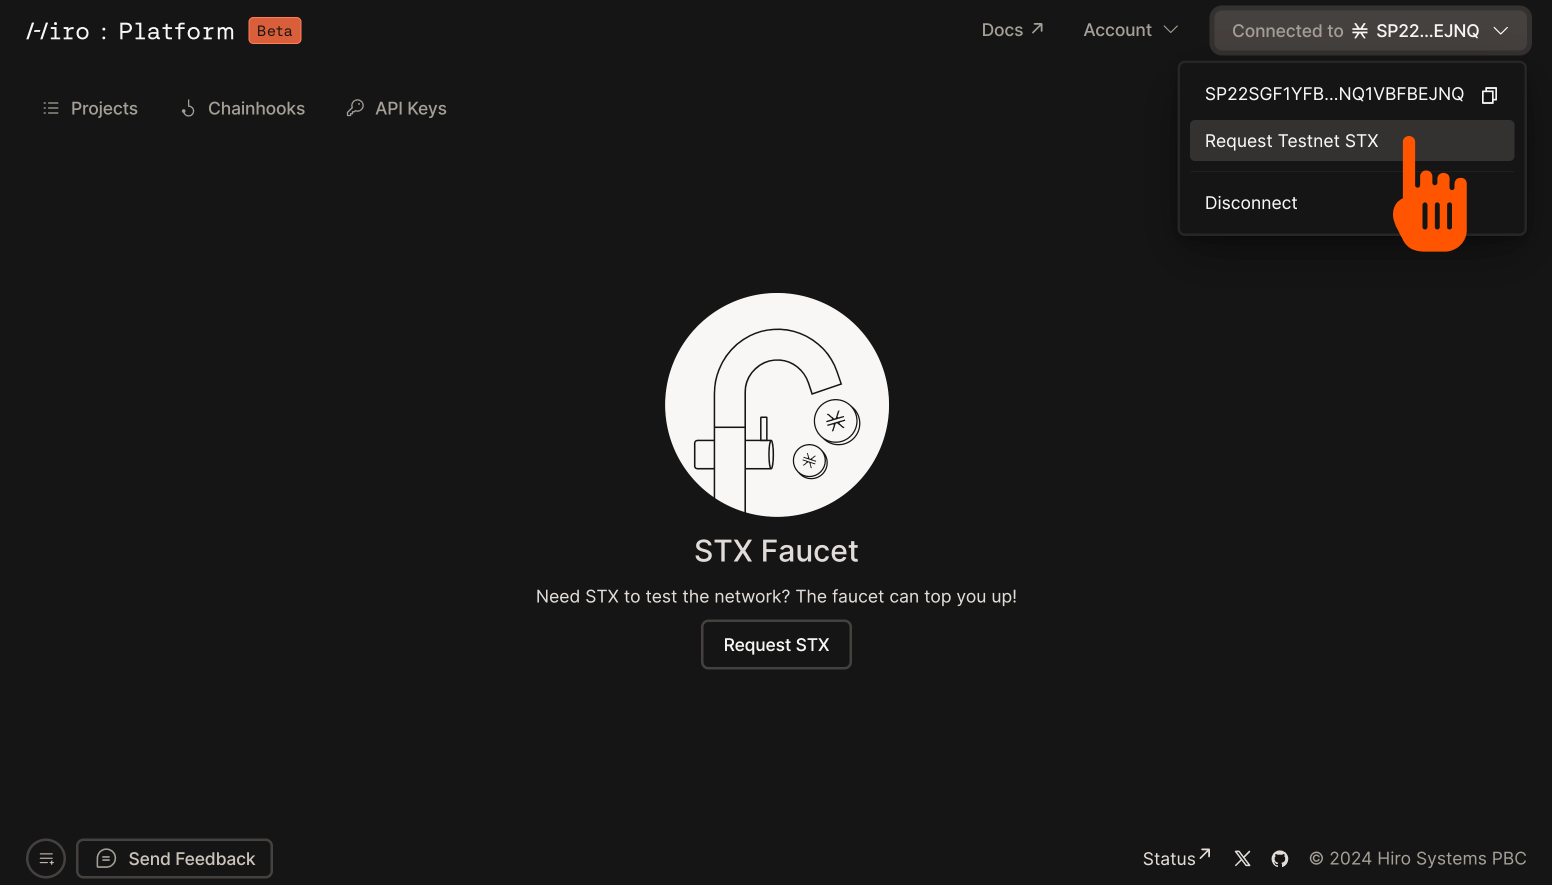 Hiro : Platform Beta
Docs Account Connected to SP22...EJNQ
SP22SGF1YFB...NQ1VBFBEJNQ
Request Testnet STX
Disconnect
Projects Chainhooks API Keys
STX Faucet
Need STX to test the network? The faucet can top you up!
Request STX
Send Feedback
Status © 2024 Hiro Systems PBC